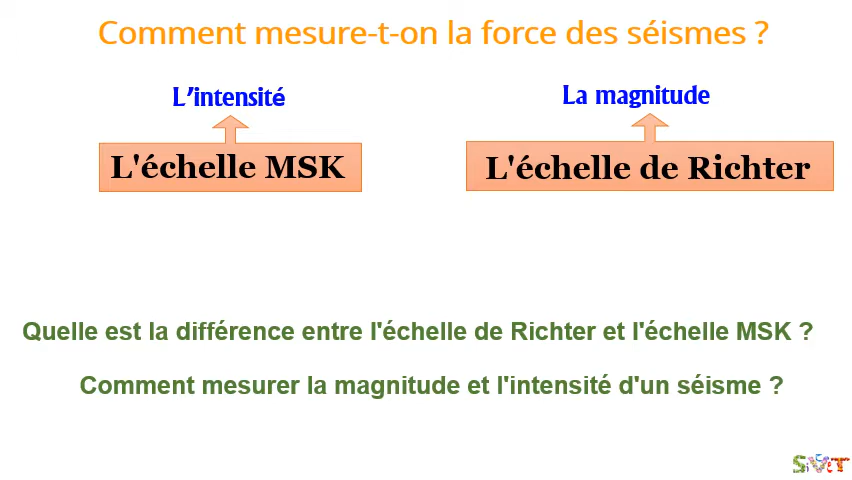 Comment mesure-t-on la force des séismes ?
L'intensité
La magnitude
L'échelle MSK
L'échelle de Richter
Quelle est la différence entre l'échelle de Richter et l'échelle MSK ?
Comment mesurer la magnitude et l'intensité d'un séisme ?